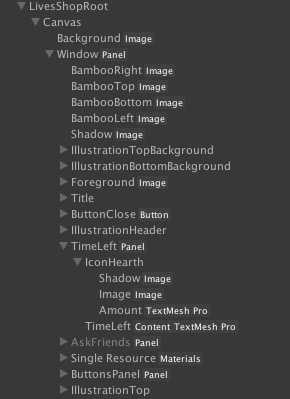 LivesShopRoot
Canvas
Background Image
Window Panel
BambooRight Image
BambooTop Image
BambooBottom Image
BambooLeft Image
Shadow Image
IllustrationTopBackground
IllustrationBottomBackground
Foreground Image
Title
ButtonClose Button
IllustrationHeader
TimeLeft Panel
IconHearth
Shadow Image
Image Image
Amount TextMesh Pro
TimeLeft Content TextMesh Pro
AskFriends Panel
Single Resource Materials
ButtonsPanel Panel
IllustrationTop